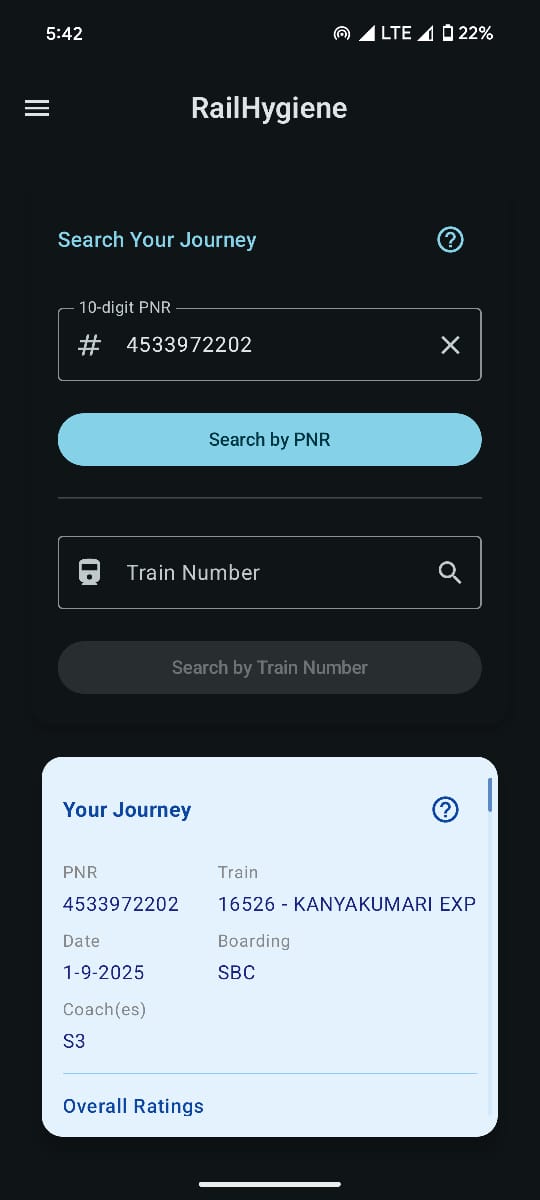 5:42 LTE 22%
RailHygiene
Search Your Journey
10-digit PNR
# 4533972202
Search by PNR
Train Number
Search by Train Number
Your Journey
PNR Train
4533972202 16526 - KANYAKUMARI EXP
Date Boarding
1-9-2025 SBC
Coach(es)
S3
Overall Ratings